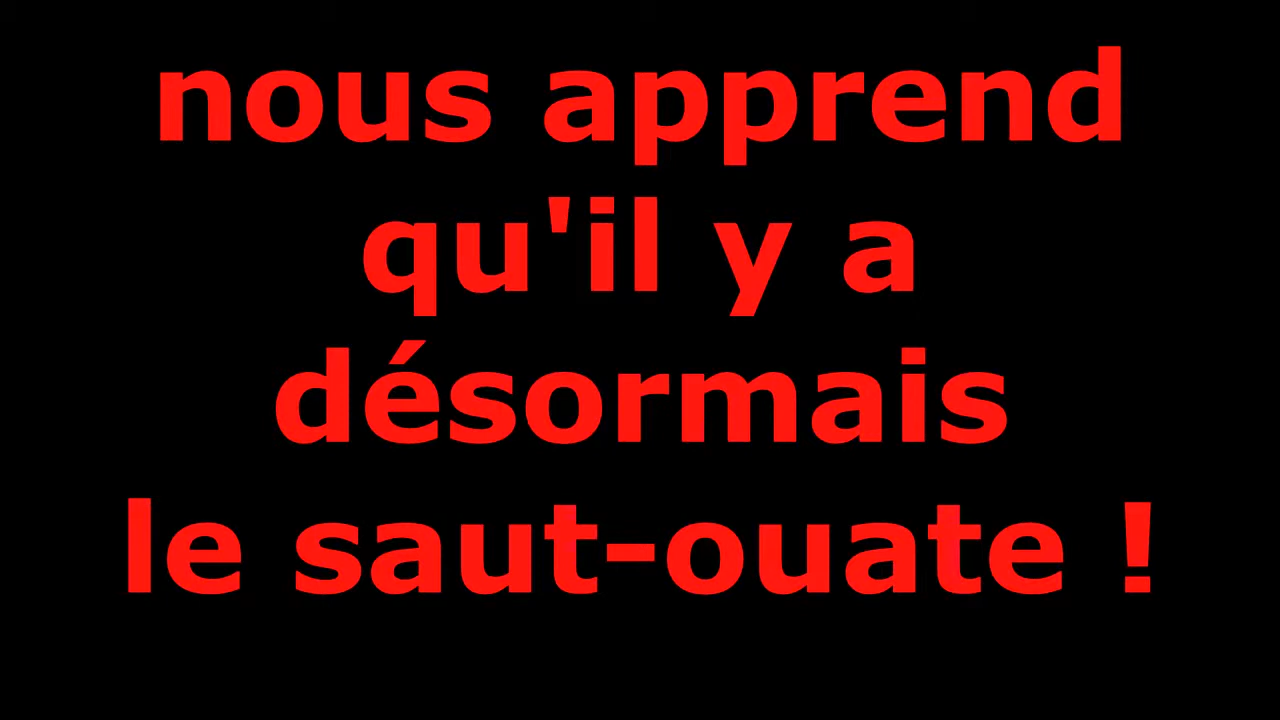 nous apprend
qu'il y a
désormais
le saut-ouate !